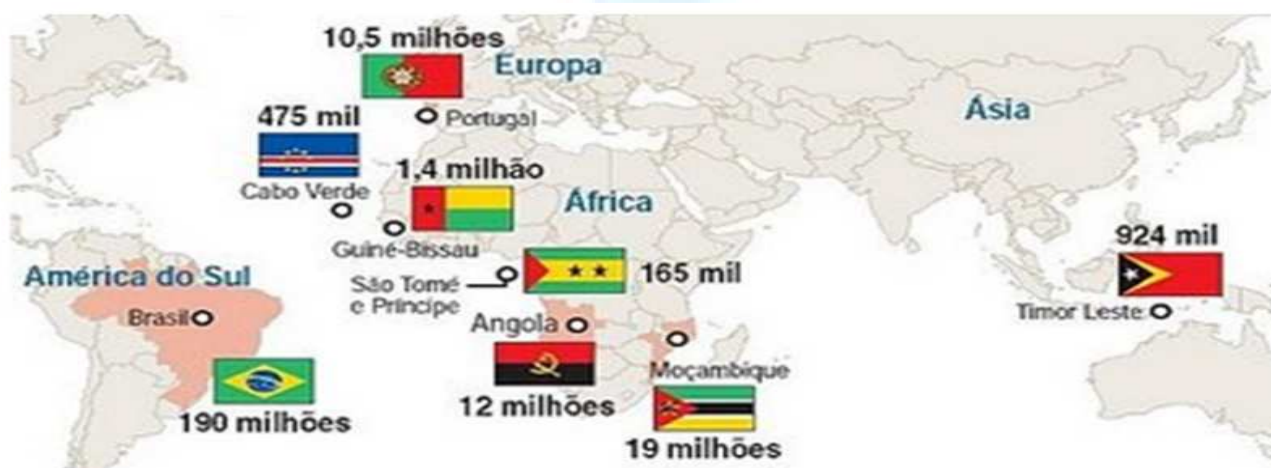 10,5 milhões
Europa
Portugal
Ásia
475 mil
Cabo Verde
1,4 milhão
Guiné-Bissau
África
924 mil
Timor Leste
América do Sul
Brasil
190 milhões
São Tomé
e Príncipe
165 mil
Angola
12 milhões
Moçambique
19 milhões